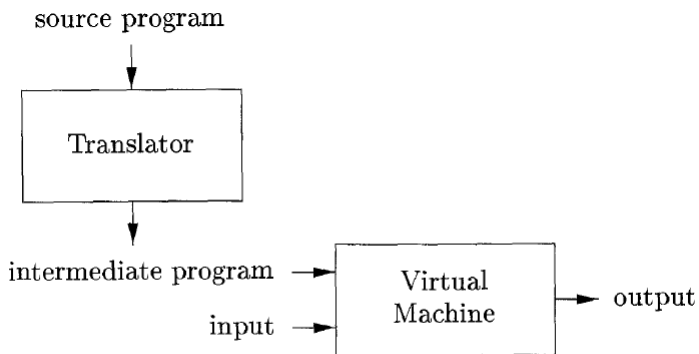 source program
Translator
intermediate program
Virtual
Machine
input
output